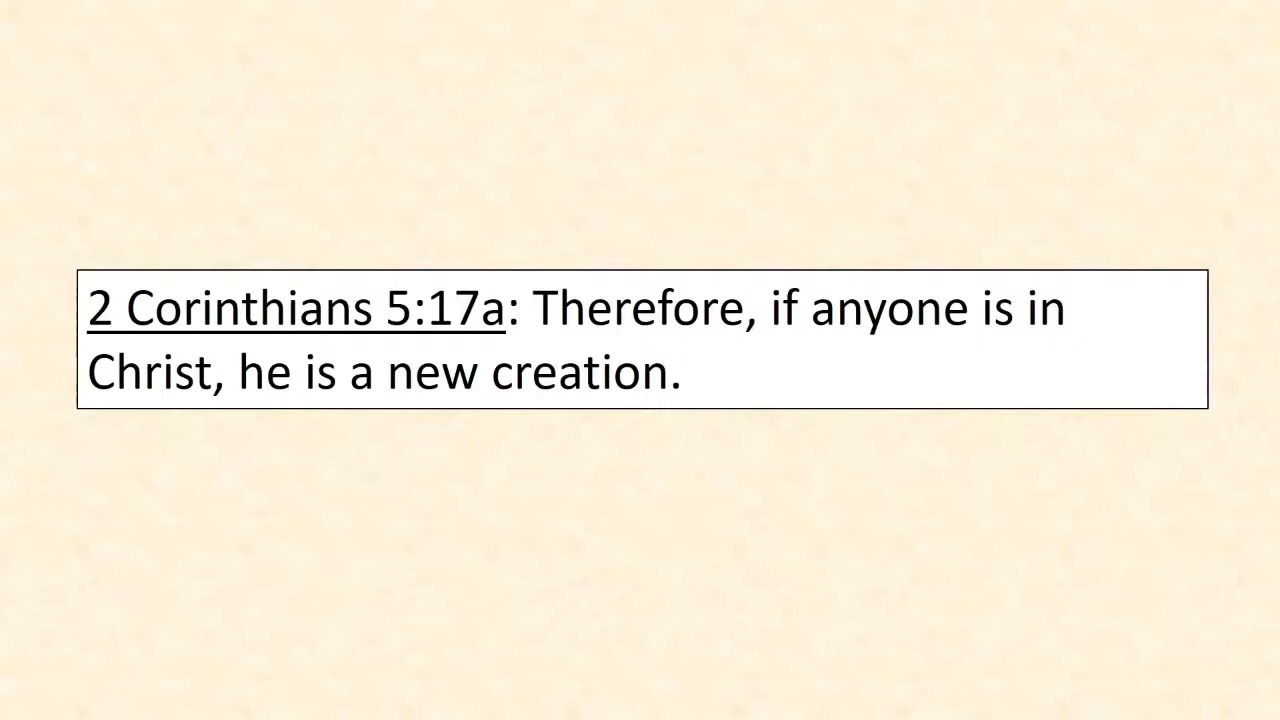 2 Corinthians 5:17a: Therefore, if anyone is in
Christ, he is a new creation.